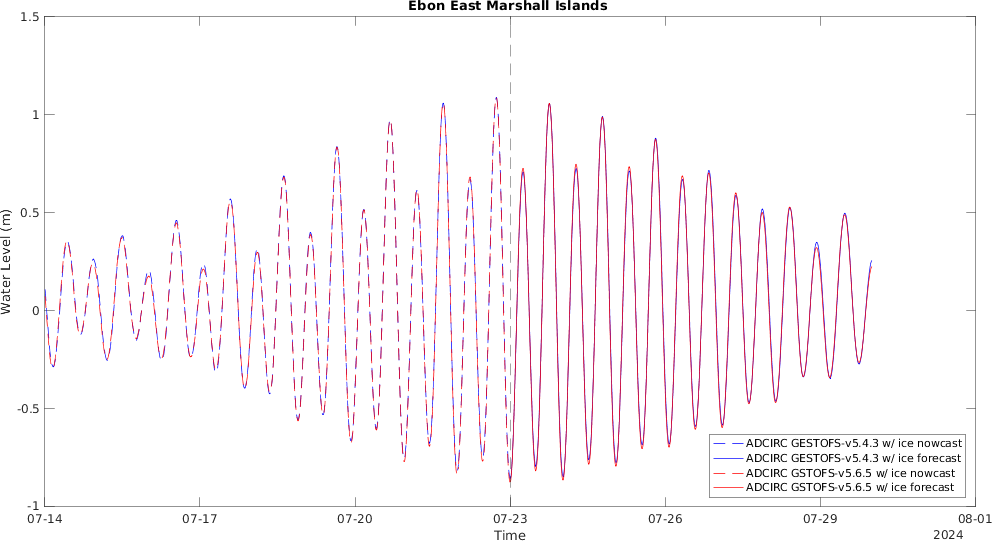 Ebon East Marshall Islands
1.5
1
0.5
0
-0.5
-1
Water Level (m)
07-14
07-17
07-20
07-23
07-26
07-29
08-01
Time
2024
ADCIRC GESTOFS-v5.4.3 w/ ice nowcast
ADCIRC GESTOFS-v5.4.3 w/ ice forecast
ADCIRC GSTOFS-v5.6.5 w/ ice nowcast
ADCIRC GSTOFS-v5.6.5 w/ ice forecast